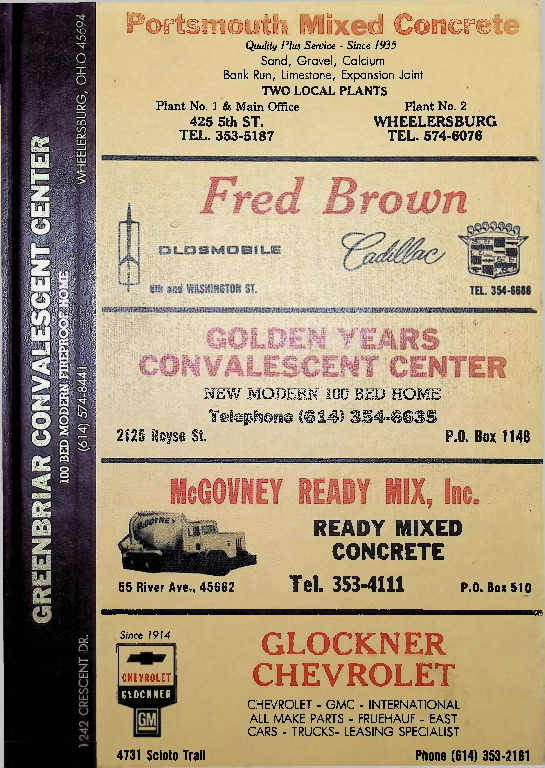 GREENBRIAR CONVALESCENT CENTER
100 BED MODERN FIREPROOF HOME
1242 CRESCENT DR.
(614) 574-8441
WHEELERSBURG, OHIO 45694
Portsmouth Mixed Concrete
Quality Plus Service - Since 1935
Sand, Gravel, Calcium
Bank Run, Limestone, Expansion Joint
TWO LOCAL PLANTS
Plant No. 1 & Main Office
425 5th ST.
TEL. 353-5187
Plant No. 2
WHEELERSBURG
TEL. 574-6076
Fred Brown
OLDSMOBILE
Cadillac
6th and WASHINGTON ST.
TEL. 354-6688
GOLDEN YEARS
CONVALESCENT CENTER
NEW MODERN 100 BED HOME
Telephone (614) 354-6635
2125 Royse St.
P.O. Box 1148
McGOVNEY READY MIX, Inc.
McGOVNEY
READY MIXED
CONCRETE
55 River Ave., 45662
Tel. 353-4111
P.O. Box 510
Since 1914
CHEVROLET
GLOCKNER
GM
GLOCKNER
CHEVROLET
CHEVROLET - GMC - INTERNATIONAL
ALL MAKE PARTS - FRUEHAUF - EAST
CARS - TRUCKS- LEASING SPECIALIST
4731 Scioto Trail
Phone (614) 353-2161